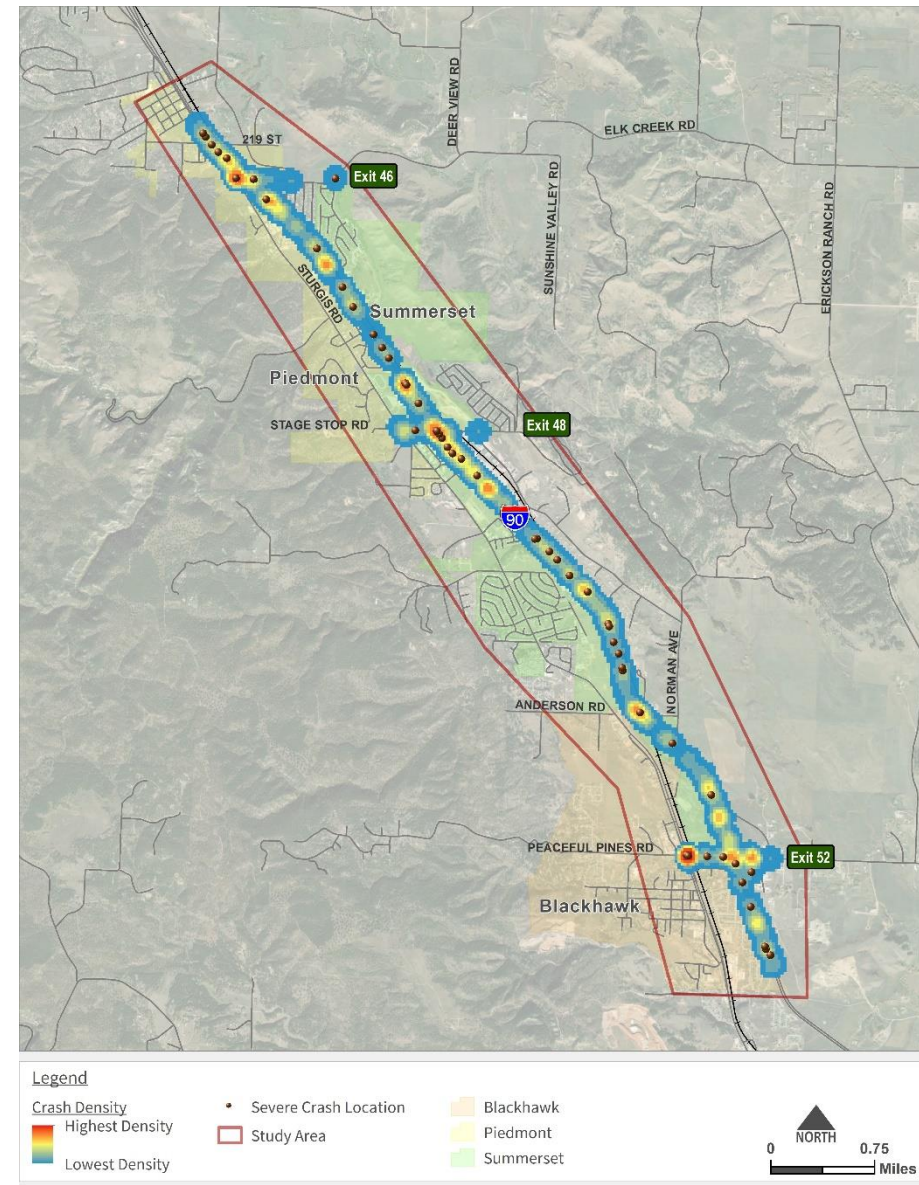 DEER VIEW RD
ELK CREEK RD
219 ST
Exit 46
SUNSHINE VALLEY RD
ERICKSON RANCH RD
STURGIS RD
Summerset
Piedmont
STAGE STOP RD
Exit 48
90
NORMAN AVE
ANDERSON RD
PEACEFUL PINES RD
Exit 52
Blackhawk
Legend
Crash Density
Highest Density
Lowest Density
Severe Crash Location
Study Area
Blackhawk
Piedmont
Summerset
NORTH
0 0.75
Miles